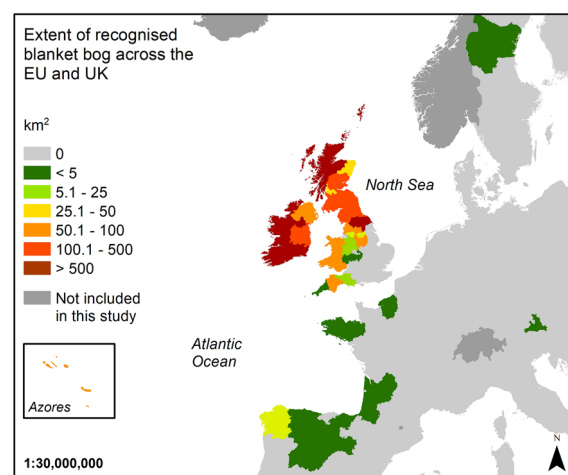 Extent of recognised
blanket bog across the
EU and UK
km²
0
< 5
5.1 - 25
25.1 - 50
50.1 - 100
100.1 - 500
> 500
Not included
in this study
North Sea
Atlantic
Ocean
Azores
1:30,000,000
N